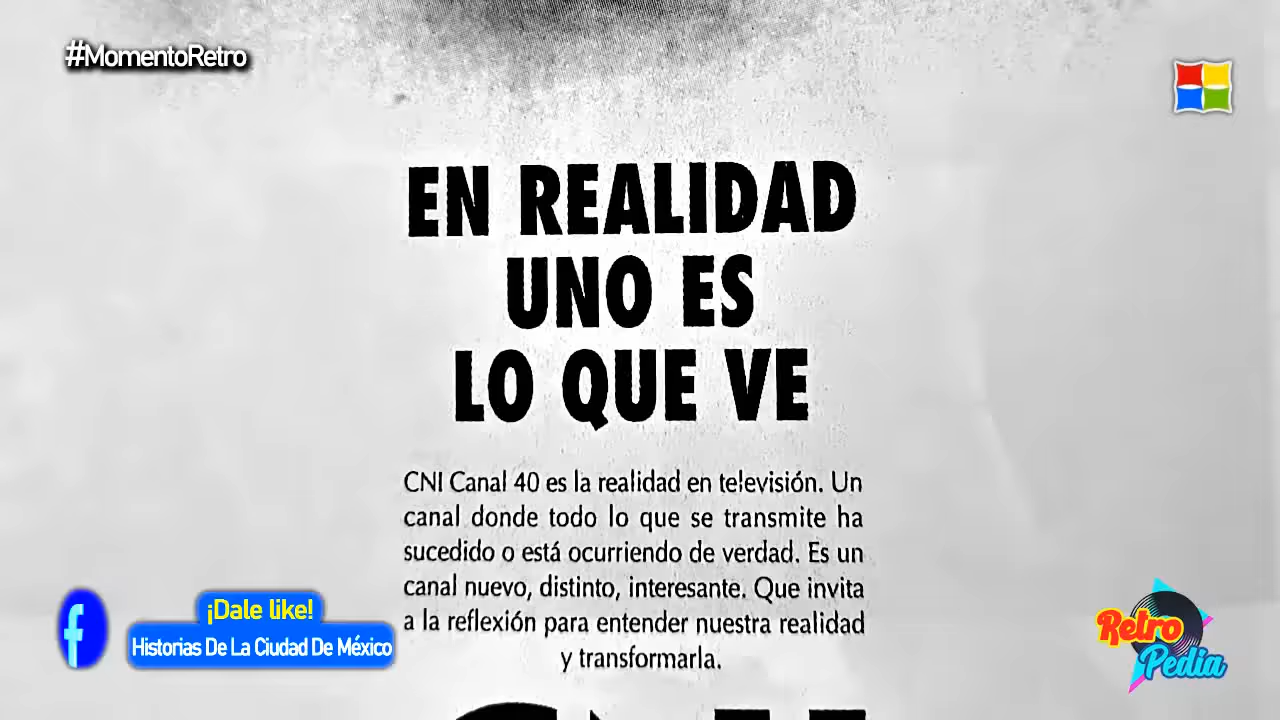 #MomentoRetro
EN REALIDAD
UNO ES
LO QUE VE
CNI Canal 40 es la realidad en televisión. Un
canal donde todo lo que se transmite ha
sucedido o está ocurriendo de verdad. Es un
canal nuevo, distinto, interesante. Que invita
a la reflexión para entender nuestra realidad
y transformarla.
¡Dale like!
Historias De La Ciudad De México
Retro
Pedia